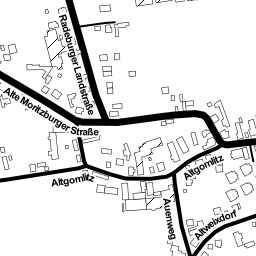 Radeburger Landstraße
Alte Moritzburger Straße
Altgomlitz
Altgomlitz
Auenweg
Altweixdorf